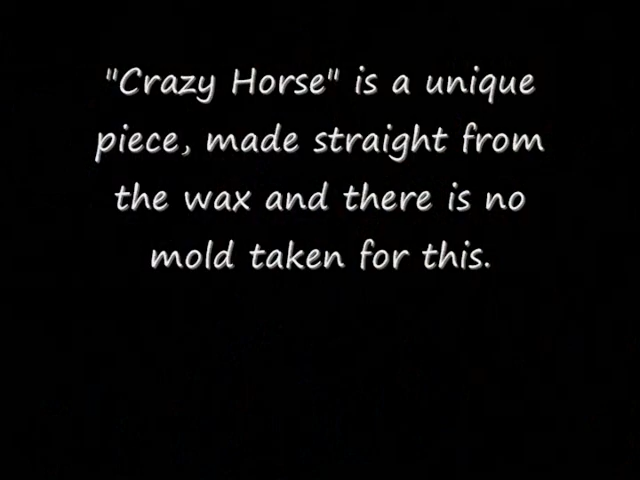 "Crazy Horse" is a unique
piece, made straight from
the wax and there is no
mold taken for this.